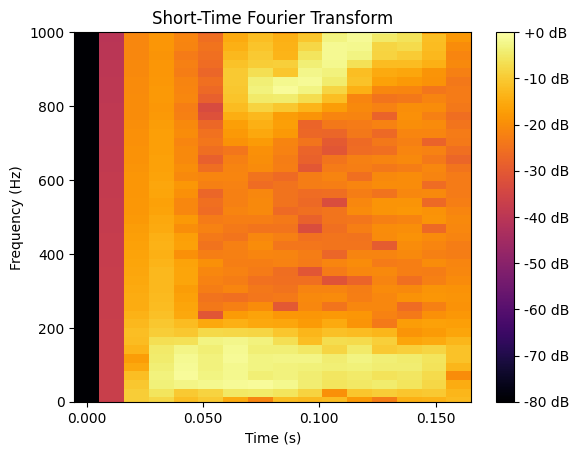 Short-Time Fourier Transform
1000
800
600
400
200
0
Frequency (Hz)
0.000
0.050
0.100
0.150
Time (s)
+0 dB
-10 dB
-20 dB
-30 dB
-40 dB
-50 dB
-60 dB
-70 dB
-80 dB